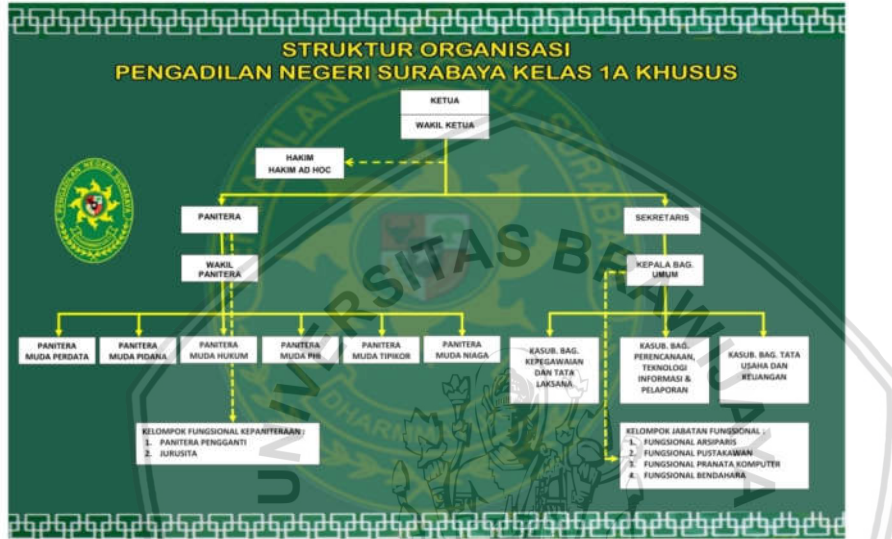 STRUKTUR ORGANISASI
PENGADILAN NEGERI SURABAYA KELAS 1A KHUSUS
KETUA
WAKIL KETUA
HAKIM
HAKIM AD HOC
PENGADILAN NEGERI SURABAYA
PANITERA
SEKRETARIS
WAKIL
PANITERA
KEPALA BAG.
UMUM
PANITERA
MUDA PERDATA
PANITERA
MUDA PIDANA
PANITERA
MUDA HUKUM
PANITERA
MUDA PHI
PANITERA
MUDA TIPIKOR
PANITERA
MUDA NIAGA
KASUB. BAG.
KEPEGAWAIAN
DAN TATA
LAKSANA
KASUB. BAG.
PERENCANAAN,
TEKNOLOGI
INFORMASI &
PELAPORAN
KASUB. BAG. TATA
USAHA DAN
KEUANGAN
KELOMPOK FUNGSIONAL KEPANITERAAN :
1. PANITERA PENGGANTI
2. JURUSITA
KELOMPOK JABATAN FUNGSIONAL :
1. FUNGSIONAL ARSIPARIS
2. FUNGSIONAL PUSTAKAWAN
3. FUNGSIONAL PRANATA KOMPUTER
4. FUNGSIONAL BENDAHARA
UNIVERSITAS BRAWIJAYA